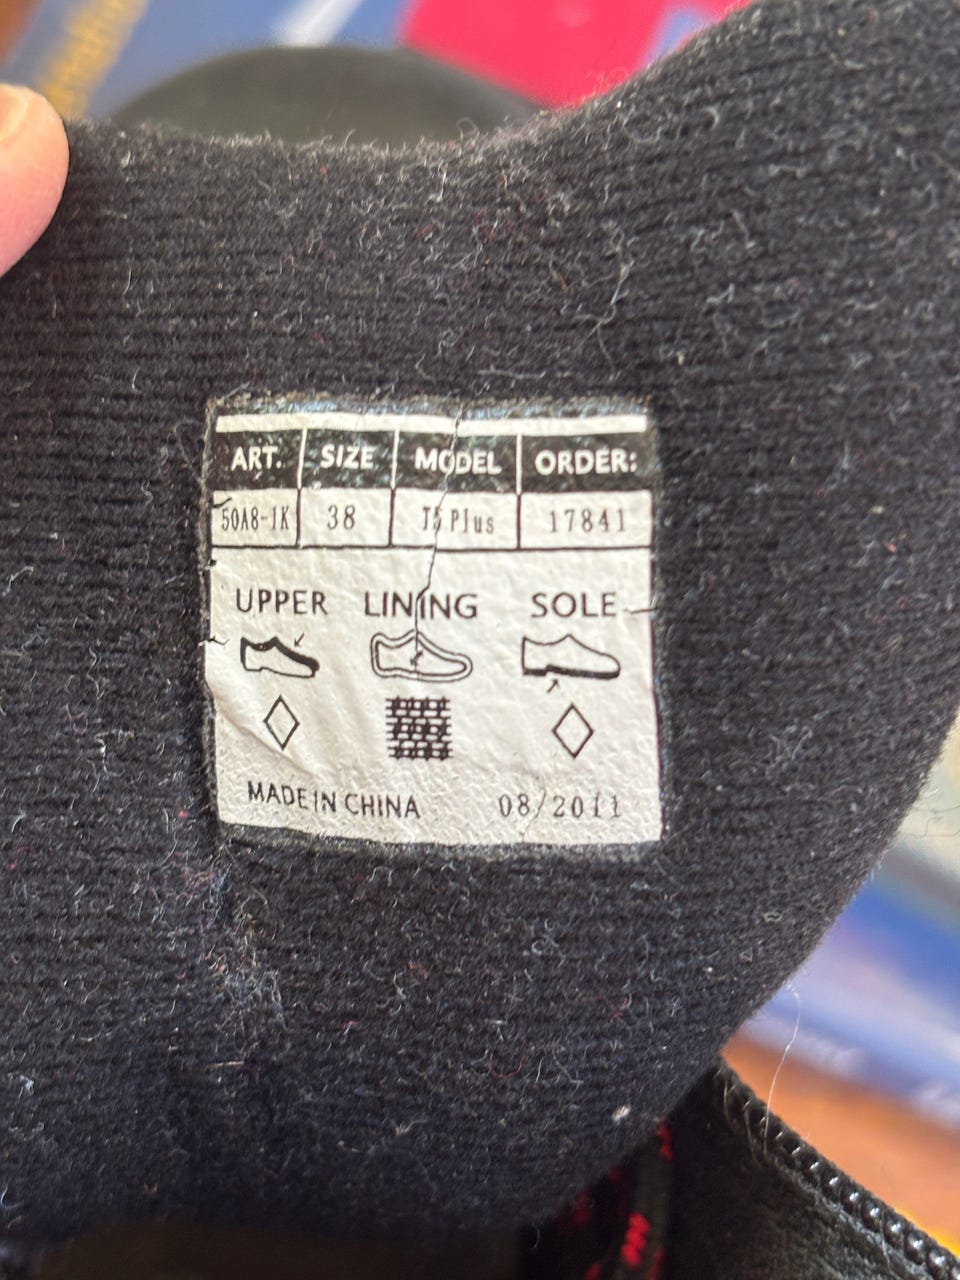 ART. SIZE MODEL ORDER:
50A8-1K 38 T5 Plus 17841
UPPER LINING SOLE
MADE IN CHINA 08/2011